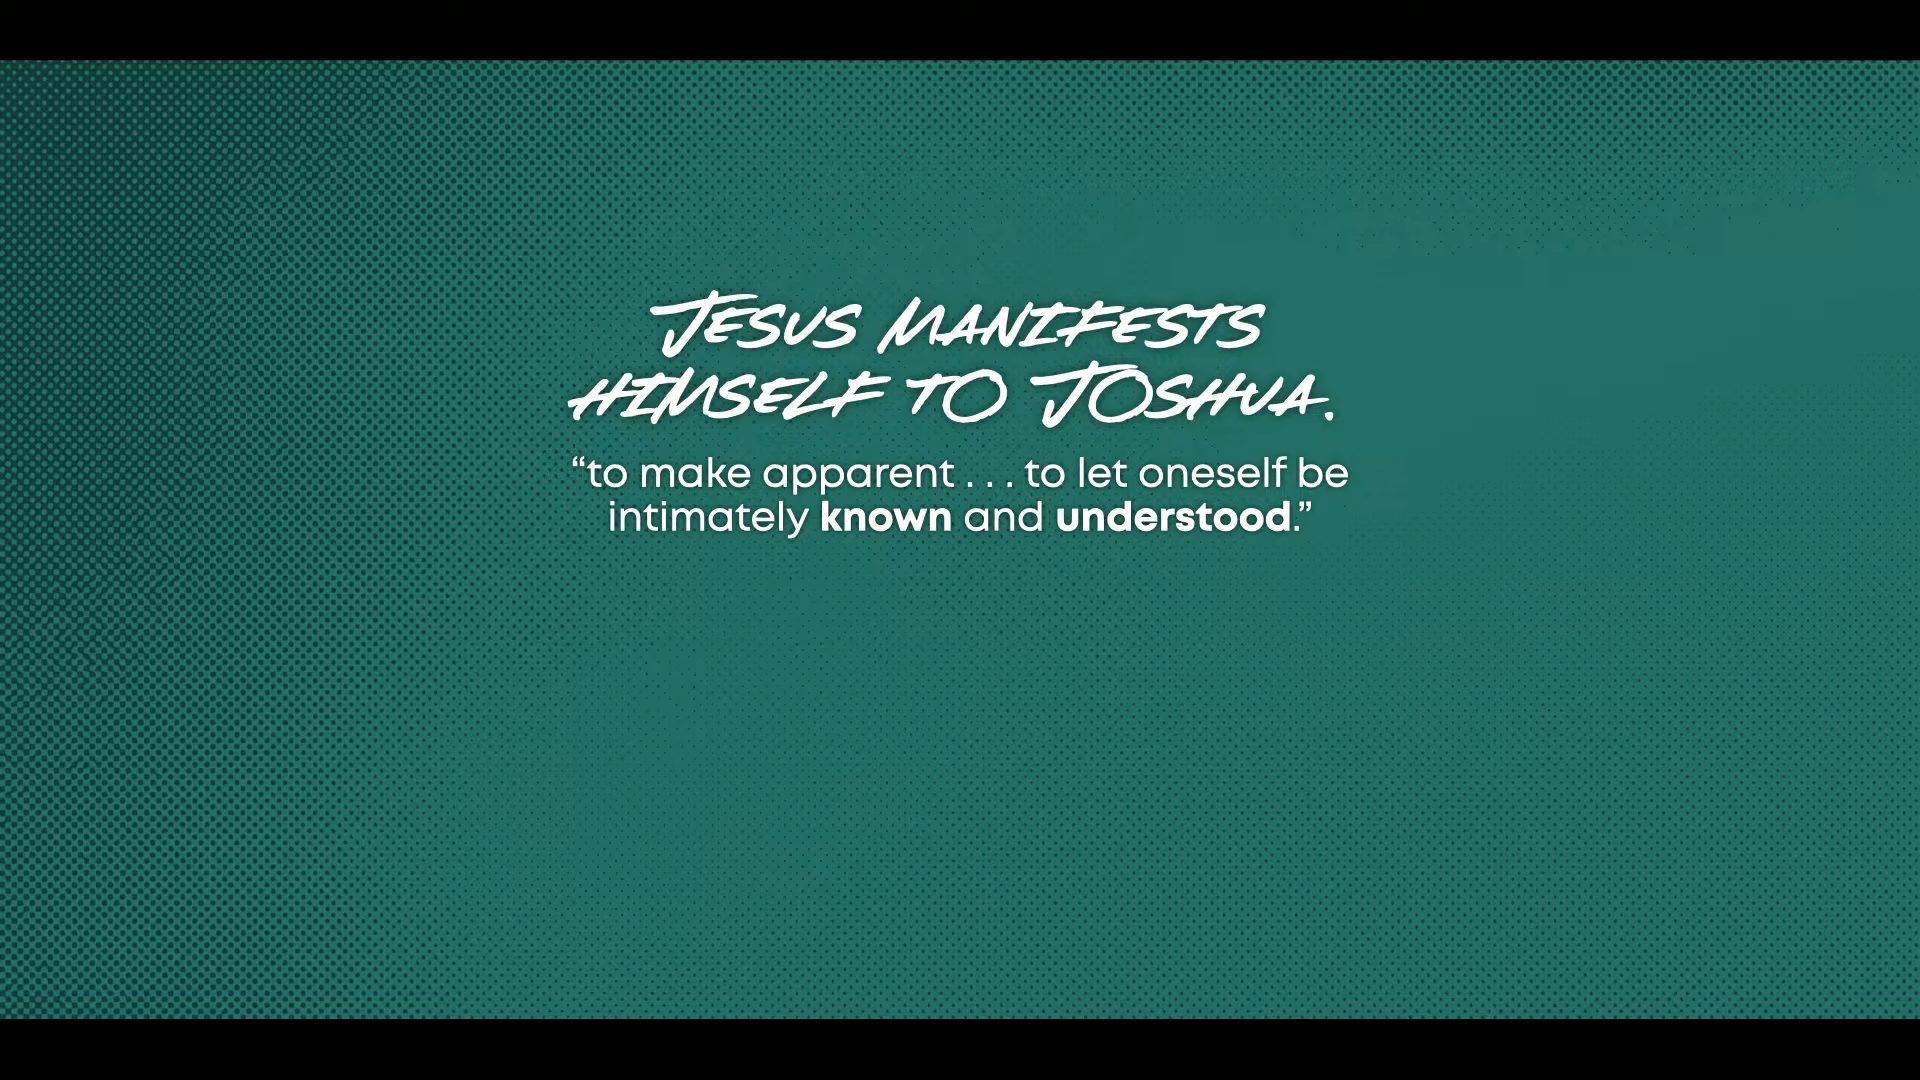 Jesus Manifests
himself to Joshua.
“to make apparent . . . to let oneself be
intimately known and understood.”